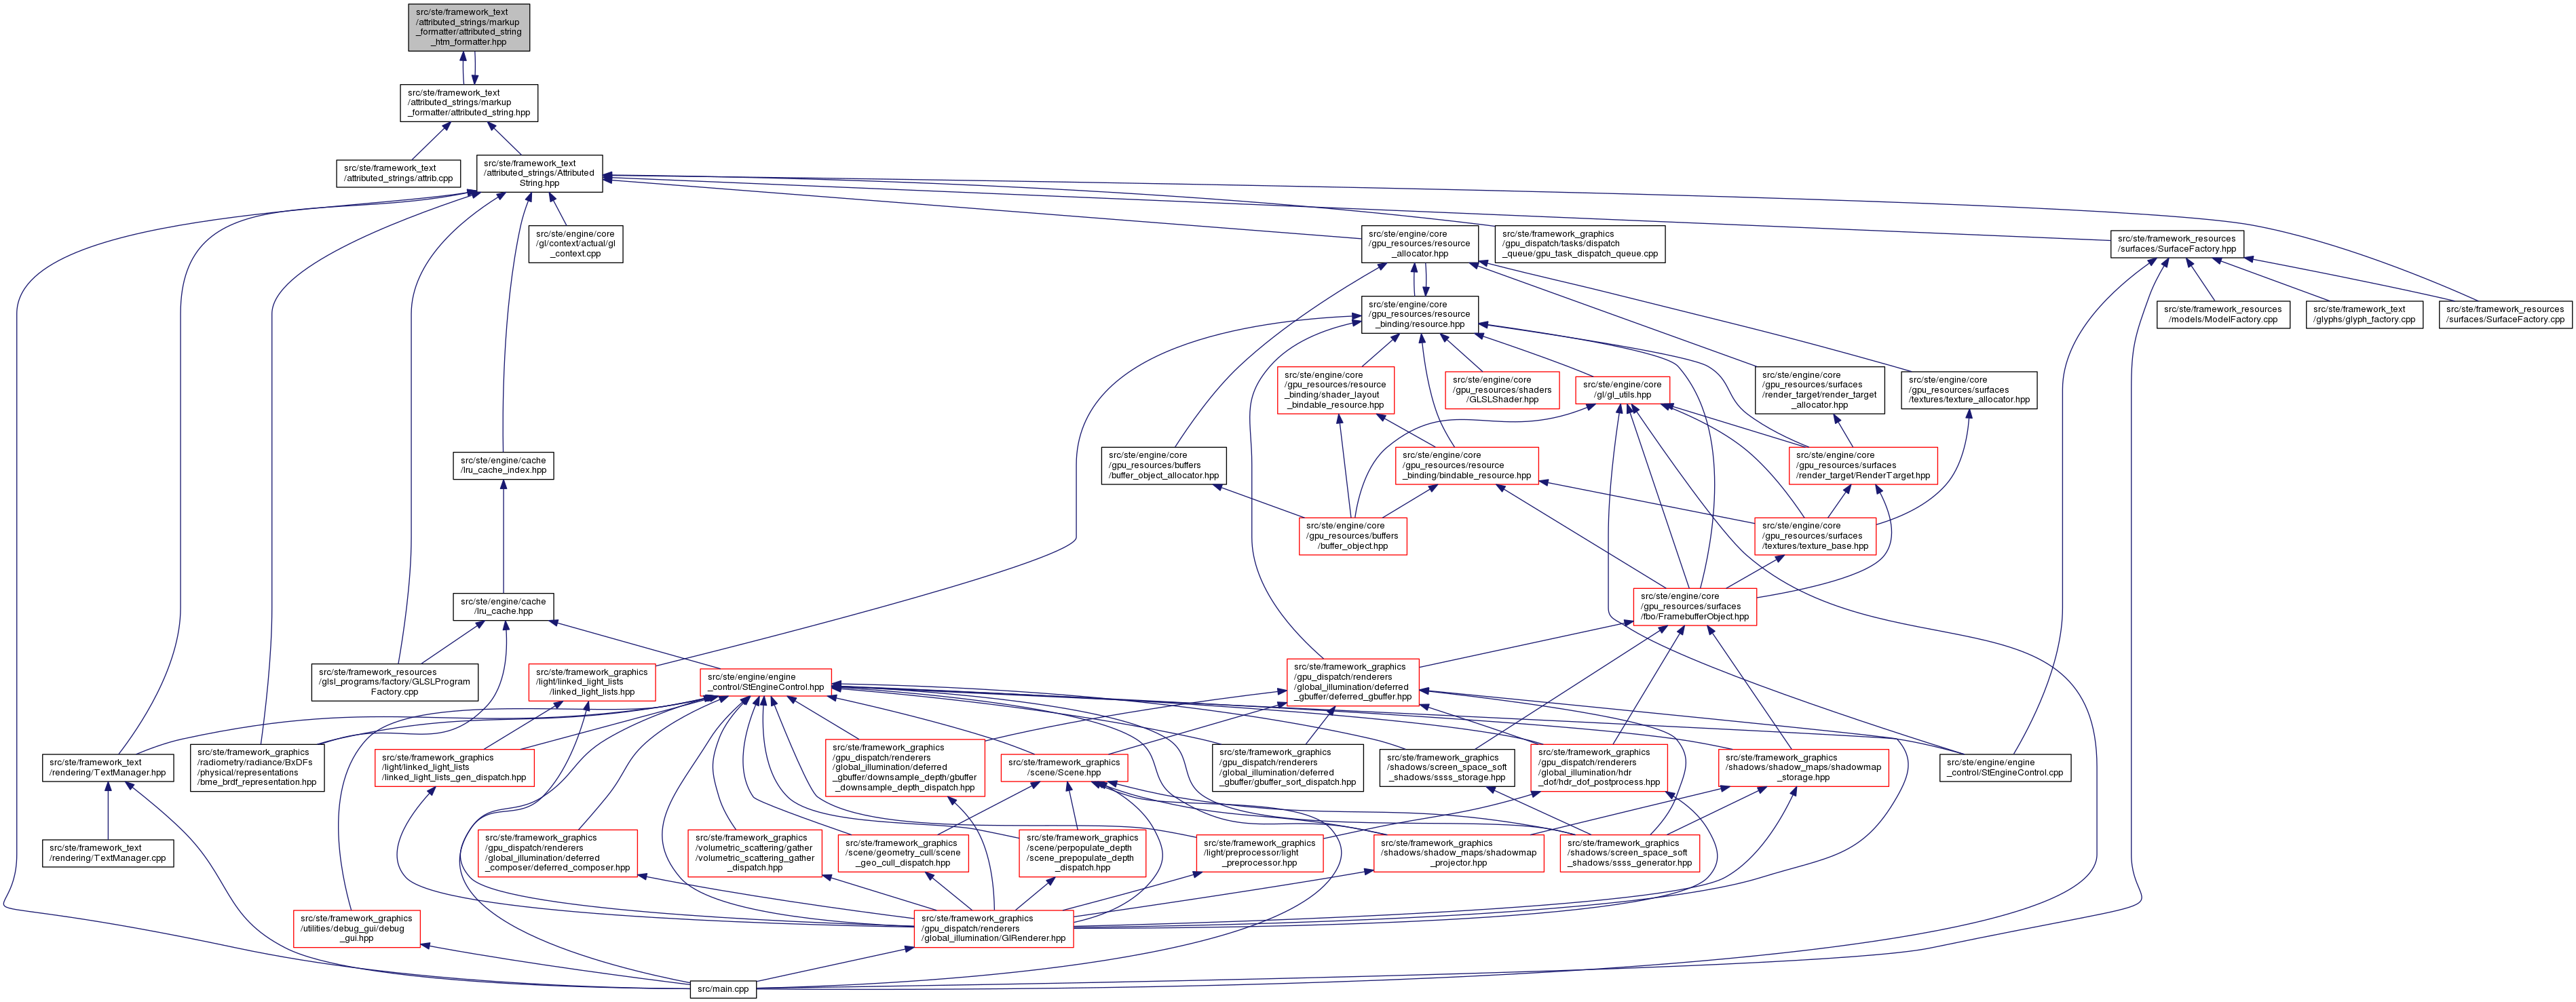 src/ste/framework_text
/attributed_strings/markup
_formatter/attributed_string
_htm_formatter.hpp
src/ste/framework_text
/attributed_strings/markup
_formatter/attributed_string.hpp
src/ste/framework_text
/attributed_strings/attrib.cpp
src/ste/framework_text
/attributed_strings/Attributed
String.hpp
src/ste/engine/core
/gl/context/actual/gl
_context.cpp
src/ste/engine/core
/gpu_resources/resource
_allocator.hpp
src/ste/framework_graphics
/gpu_dispatch/tasks/dispatch
_queue/gpu_task_dispatch_queue.cpp
src/ste/framework_resources
/surfaces/SurfaceFactory.hpp
src/ste/engine/core
/gpu_resources/resource
_binding/resource.hpp
src/ste/framework_resources
/models/ModelFactory.cpp
src/ste/framework_text
/glyphs/glyph_factory.cpp
src/ste/framework_resources
/surfaces/SurfaceFactory.cpp
src/ste/engine/core
/gpu_resources/resource
_binding/shader_layout
_bindable_resource.hpp
src/ste/engine/core
/gpu_resources/shaders
/GLSLShader.hpp
src/ste/engine/core
/gl/gl_utils.hpp
src/ste/engine/core
/gpu_resources/surfaces
/render_target/render_target
_allocator.hpp
src/ste/engine/core
/gpu_resources/surfaces
/textures/texture_allocator.hpp
src/ste/engine/cache
/lru_cache_index.hpp
src/ste/engine/core
/gpu_resources/buffers
/buffer_object_allocator.hpp
src/ste/engine/core
/gpu_resources/resource
_binding/bindable_resource.hpp
src/ste/engine/core
/gpu_resources/surfaces
/render_target/RenderTarget.hpp
src/ste/engine/core
/gpu_resources/buffers
/buffer_object.hpp
src/ste/engine/core
/gpu_resources/surfaces
/textures/texture_base.hpp
src/ste/engine/cache
/lru_cache.hpp
src/ste/engine/core
/gpu_resources/surfaces
/fbo/FramebufferObject.hpp
src/ste/framework_resources
/glsl_programs/factory/GLSLProgram
Factory.cpp
src/ste/framework_graphics
/light/linked_light_lists
/linked_light_lists.hpp
src/ste/engine/engine
_control/StEngineControl.hpp
src/ste/framework_graphics
/gpu_dispatch/renderers
/global_illumination/deferred
_gbuffer/deferred_gbuffer.hpp
src/ste/framework_text
/rendering/TextManager.hpp
src/ste/framework_graphics
/radiometry/radiance/BxDFs
/physical/representations
/bme_brdf_representation.hpp
src/ste/framework_graphics
/light/linked_light_lists
/linked_light_lists_gen_dispatch.hpp
src/ste/framework_graphics
/gpu_dispatch/renderers
/global_illumination/deferred
_gbuffer/downsample_depth/gbuffer
_downsample_depth_dispatch.hpp
src/ste/framework_graphics
/scene/Scene.hpp
src/ste/framework_graphics
/gpu_dispatch/renderers
/global_illumination/deferred
_gbuffer/gbuffer_sort_dispatch.hpp
src/ste/framework_graphics
/shadows/screen_space_soft
_shadows/ssss_storage.hpp
src/ste/framework_graphics
/gpu_dispatch/renderers
/global_illumination/hdr
_dof/hdr_dof_postprocess.hpp
src/ste/framework_graphics
/shadows/shadow_maps/shadowmap
_storage.hpp
src/ste/engine/engine
_control/StEngineControl.cpp
src/ste/framework_text
/rendering/TextManager.cpp
src/ste/framework_graphics
/gpu_dispatch/renderers
/global_illumination/deferred
_composer/deferred_composer.hpp
src/ste/framework_graphics
/volumetric_scattering/gather
/volumetric_scattering_gather
_dispatch.hpp
src/ste/framework_graphics
/scene/geometry_cull/scene
_geo_cull_dispatch.hpp
src/ste/framework_graphics
/scene/perpopulate_depth
/scene_prepopulate_depth
_dispatch.hpp
src/ste/framework_graphics
/light/preprocessor/light
_preprocessor.hpp
src/ste/framework_graphics
/shadows/shadow_maps/shadowmap
_projector.hpp
src/ste/framework_graphics
/shadows/screen_space_soft
_shadows/ssss_generator.hpp
src/ste/framework_graphics
/utilities/debug_gui/debug
_gui.hpp
src/ste/framework_graphics
/gpu_dispatch/renderers
/global_illumination/GIRenderer.hpp
src/main.cpp